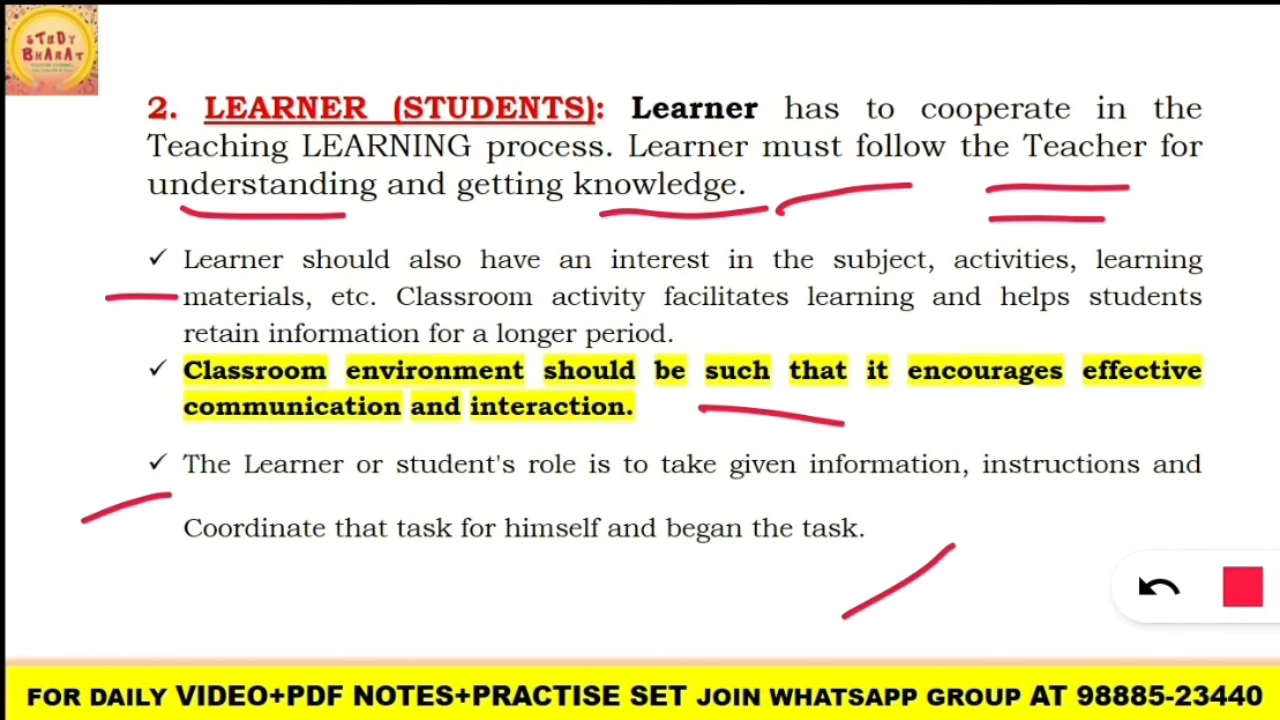 STUDY
BHARAT
YOUTUBE CHANNEL
2. LEARNER (STUDENTS): Learner has to cooperate in the
Teaching LEARNING process. Learner must follow the Teacher for
understanding and getting knowledge.
✓ Learner should also have an interest in the subject, activities, learning
materials, etc. Classroom activity facilitates learning and helps students
retain information for a longer period.
✓ Classroom environment should be such that it encourages effective
communication and interaction.
✓ The Learner or student's role is to take given information, instructions and
Coordinate that task for himself and began the task.
FOR DAILY VIDEO+PDF NOTES+PRACTISE SET JOIN WHATSAPP GROUP AT 98885-23440